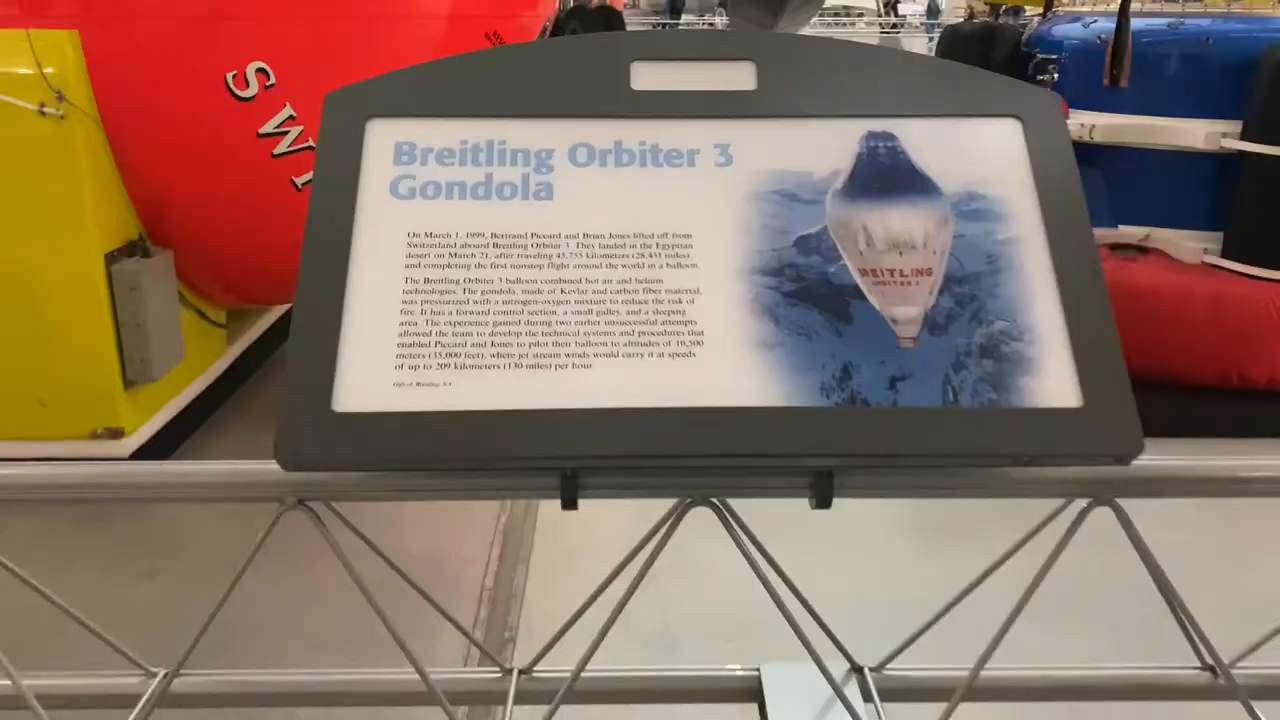 SWI
Breitling Orbiter 3
Gondola
On March 1, 1999, Bertrand Piccard and Brian Jones lifted off from
Switzerland aboard Breitling Orbiter 3. They landed in the Egyptian
desert on March 21, after traveling 45,755 kilometers (28,431 miles)
and completing the first nonstop flight around the world in a balloon.
The Breitling Orbiter 3 balloon combined hot air and helium
technologies. The gondola, made of Kevlar and carbon fiber material,
was pressurized with a nitrogen-oxygen mixture to reduce the risk of
fire. It has a forward control section, a small galley, and a sleeping
area. The experience gained during two earlier unsuccessful attempts
allowed the team to develop the technical systems and procedures that
enabled Piccard and Jones to pilot their balloon to altitudes of 10,500
meters (35,000 feet), where jet stream winds would carry it at speeds
of up to 209 kilometers (130 miles) per hour.
Gift of Breitling SA
BREITLING
ORBITER 3